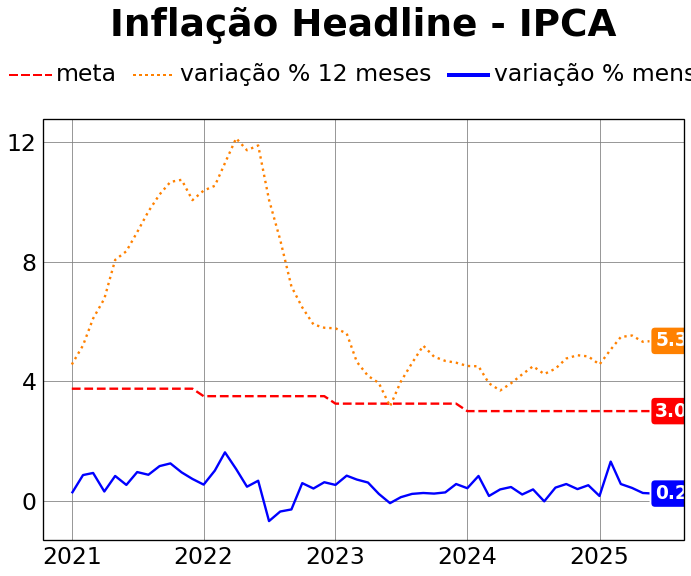 Inflação Headline - IPCA
meta variação % 12 meses variação % mens
12
8
4
0
5.3
3.0
0.2
2021 2022 2023 2024 2025